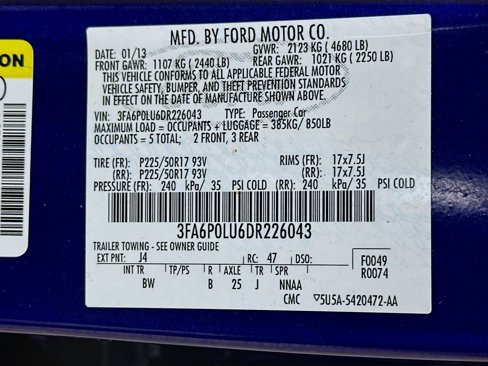 MFD. BY FORD MOTOR CO.
DATE: 01/13 GVWR: 2123 KG (4680 LB)
FRONT GAWR: 1107 KG (2440 LB) REAR GAWR: 1021 KG (2250 LB)
THIS VEHICLE CONFORMS TO ALL APPLICABLE FEDERAL MOTOR
VEHICLE SAFETY, BUMPER, AND THEFT PREVENTION STANDARDS
IN EFFECT ON THE DATE OF MANUFACTURE SHOWN ABOVE.
VIN: 3FA6P0LU6DR226043 TYPE: Passenger Car
MAXIMUM LOAD = OCCUPANTS + LUGGAGE = 385KG/ 850LB
OCCUPANTS = 5 TOTAL; 2 FRONT, 3 REAR
TIRE (FR): P225/50R17 93V RIMS (FR): 17x7.5J
(RR): P225/50R17 93V (RR): 17x7.5J
PRESSURE (FR): 240 kPa/ 35 PSI COLD (RR): 240 kPa/ 35 PSI COLD
3FA6P0LU6DR226043
TRAILER TOWING - SEE OWNER GUIDE
EXT PNT: J4 RC: 47 DSO: F0049
INT TR TP/PS R AXLE TR SPR R0074
BW B 25 J NNAA
CMC ▽5U5A-5420472-AA
ON